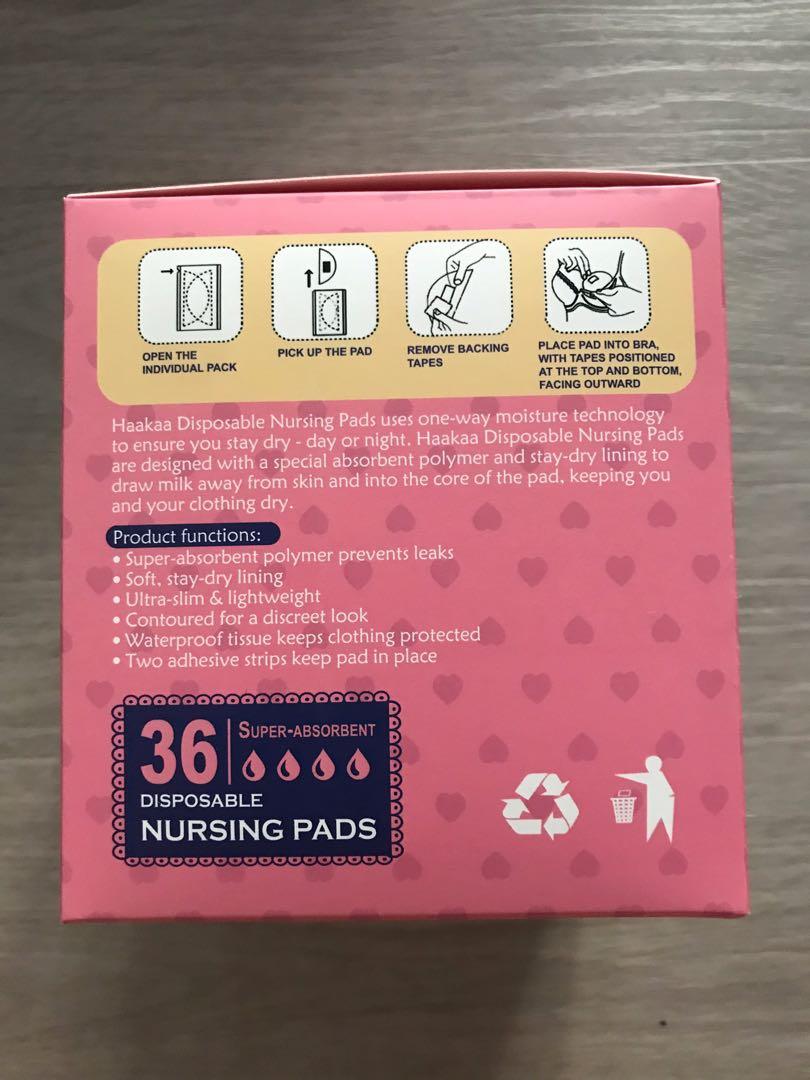 OPEN THE
INDIVIDUAL PACK
PICK UP THE PAD
REMOVE BACKING
TAPES
PLACE PAD INTO BRA,
WITH TAPES POSITIONED
AT THE TOP AND BOTTOM,
FACING OUTWARD
Haakaa Disposable Nursing Pads uses one-way moisture technology
to ensure you stay dry - day or night. Haakaa Disposable Nursing Pads
are designed with a special absorbent polymer and stay-dry lining to
draw milk away from skin and into the core of the pad, keeping you
and your clothing dry.
Product functions:
• Super-absorbent polymer prevents leaks
• Soft, stay-dry lining
• Ultra-slim & lightweight
• Contoured for a discreet look
• Waterproof tissue keeps clothing protected
• Two adhesive strips keep pad in place
36 SUPER-ABSORBENT
DISPOSABLE
NURSING PADS